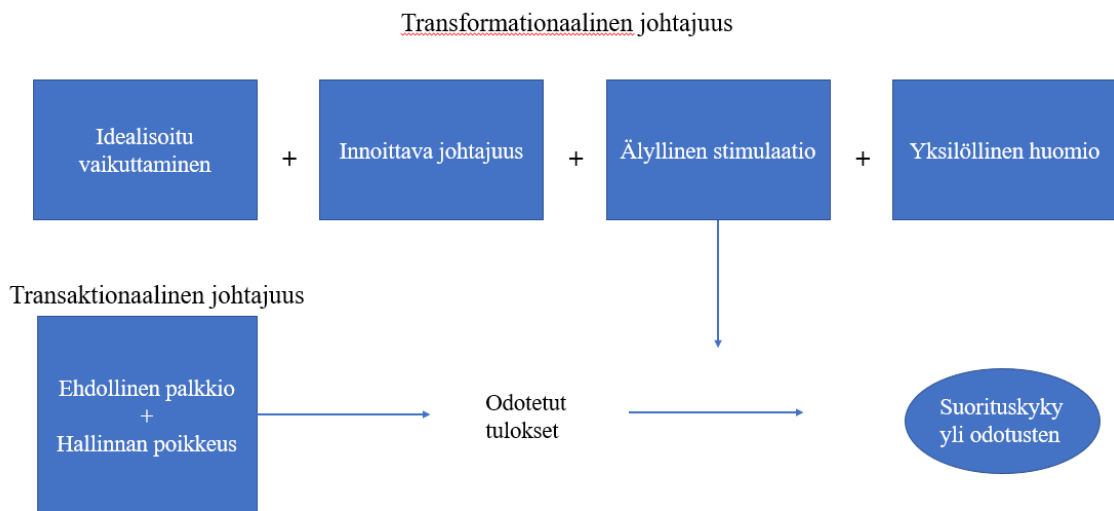 Transformationaalinen johtajuus
Idealisoitu
vaikuttaminen
+
Innoittava johtajuus
+
Älyllinen stimulaatio
+
Yksilöllinen huomio
Transaktionaalinen johtajuus
Ehdollinen palkkio
+
Hallinnan poikkeus
Odotetut
tulokset
Suorituskyky
yli odotusten